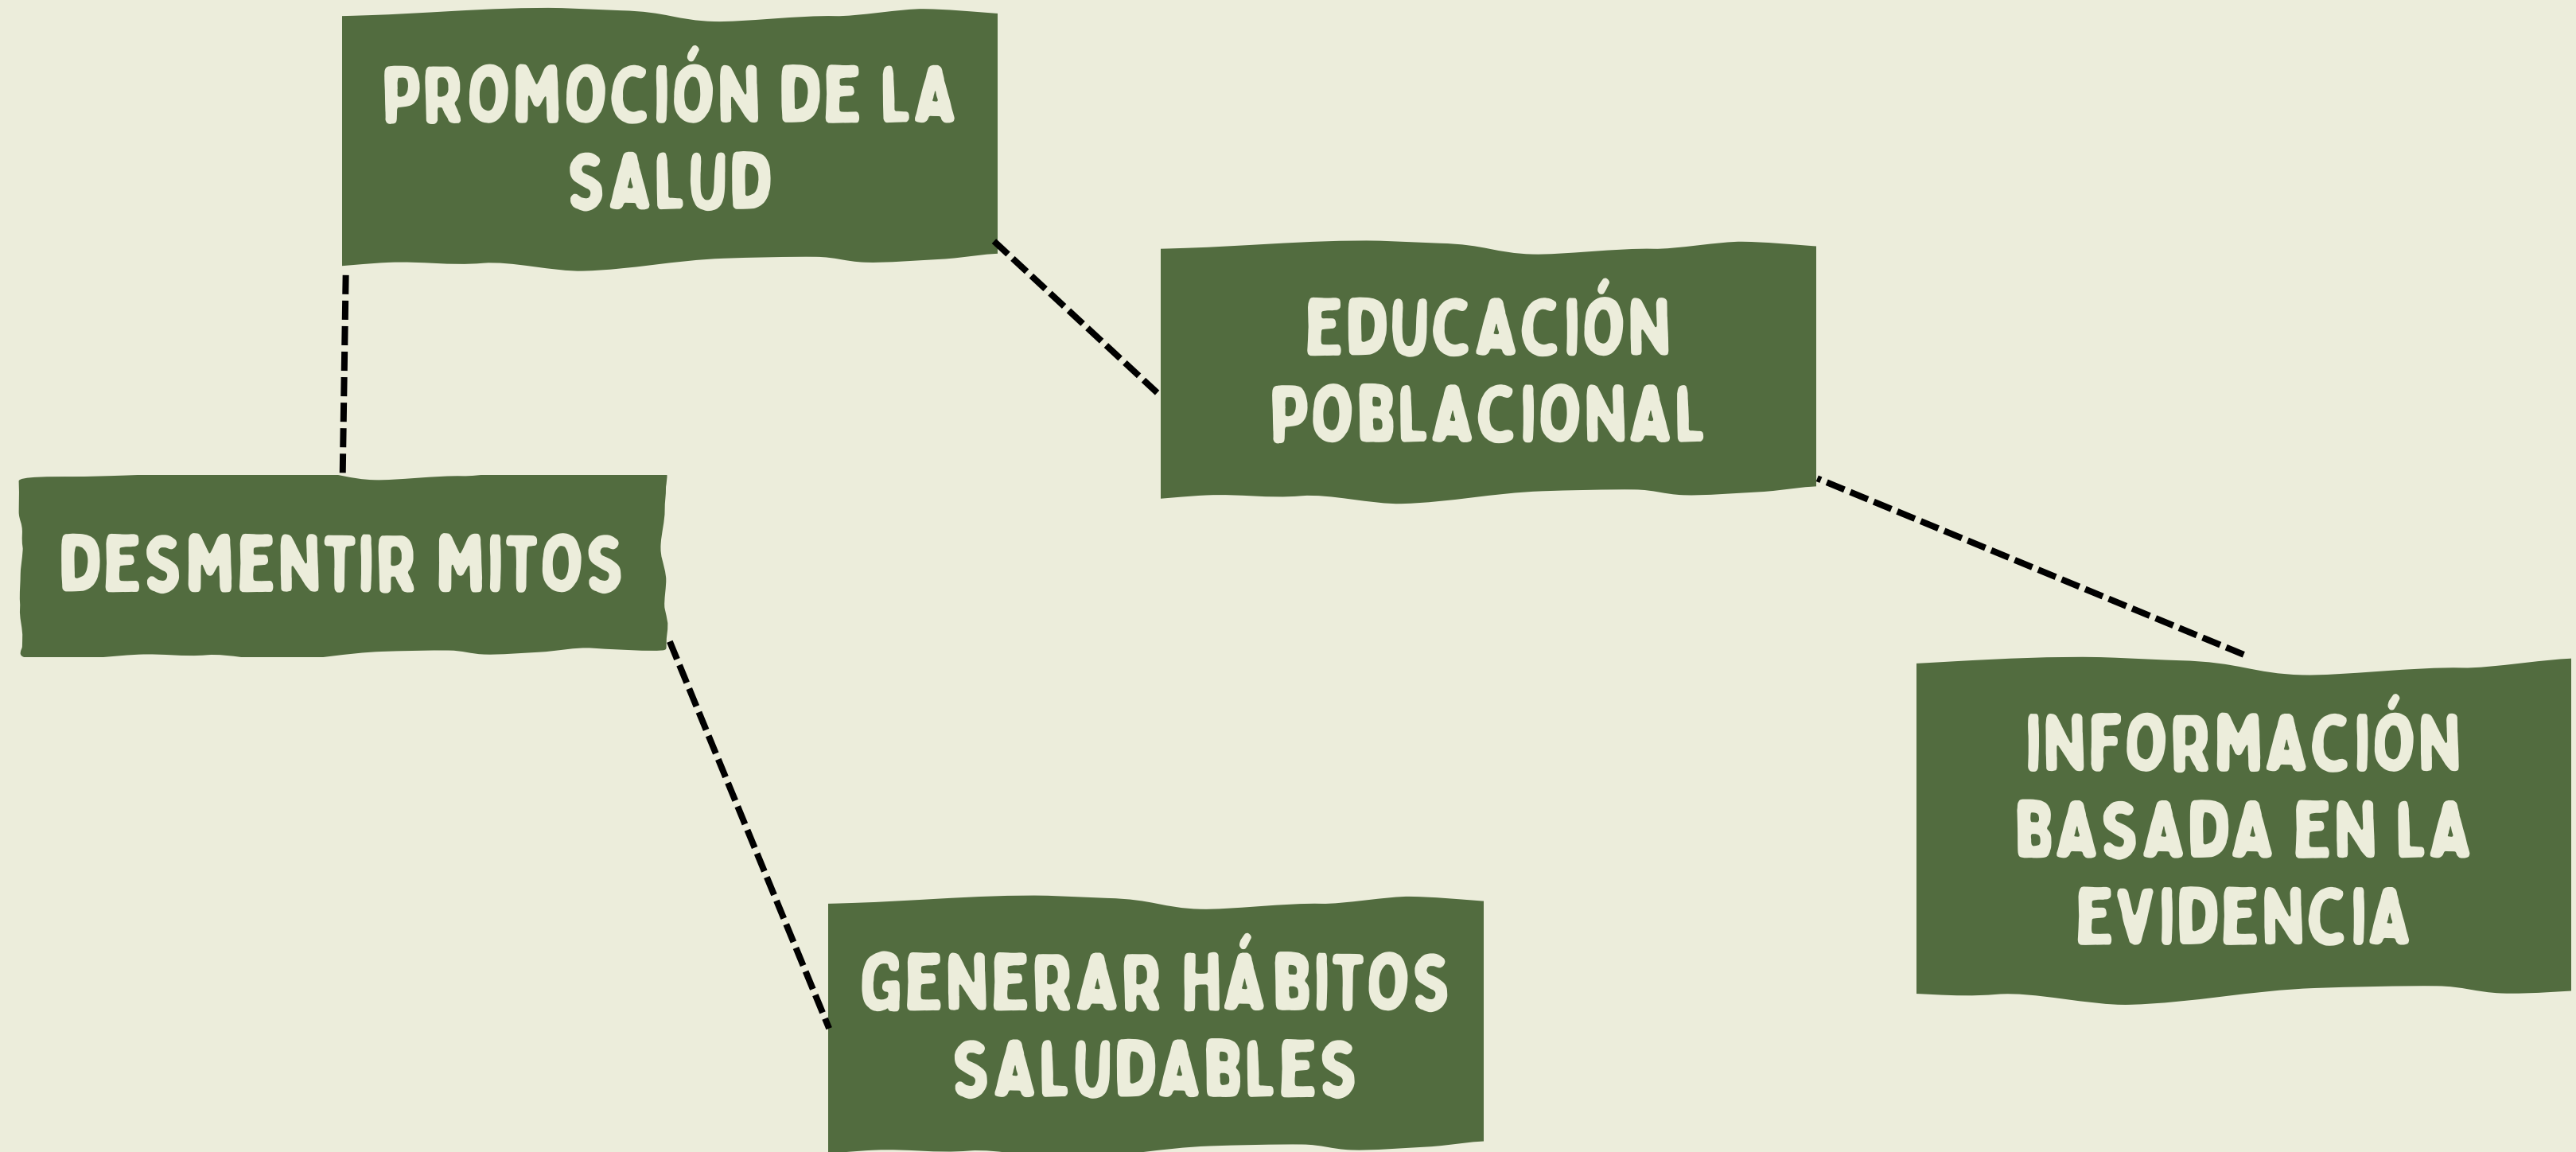 PROMOCIÓN DE LA
SALUD
EDUCACIÓN
POBLACIONAL
DESMENTIR MITOS
INFORMACIÓN
BASADA EN LA
EVIDENCIA
GENERAR HÁBITOS
SALUDABLES